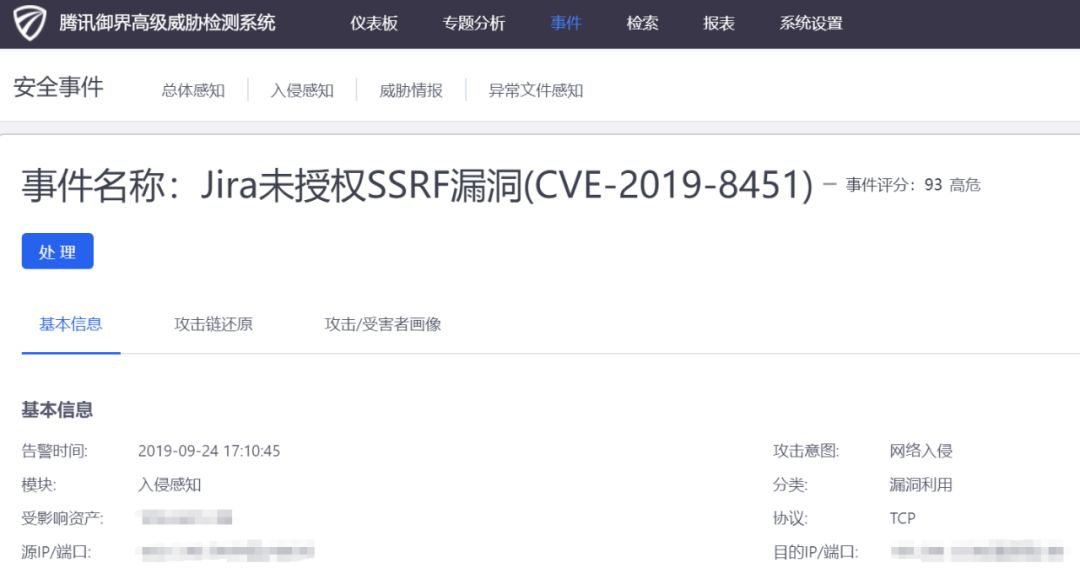 腾讯御界高级威胁检测系统 仪表板 专题分析 事件 检索 报表 系统设置
安全事件 总体感知 入侵感知 威胁情报 异常文件感知
事件名称：Jira未授权SSRF漏洞(CVE-2019-8451) — 事件评分：93 高危
处 理
基本信息 攻击链还原 攻击/受害者画像
基本信息
告警时间: 2019-09-24 17:10:45 攻击意图: 网络入侵
模块: 入侵感知 分类: 漏洞利用
受影响资产: 协议: TCP
源IP/端口: 目的IP/端口: